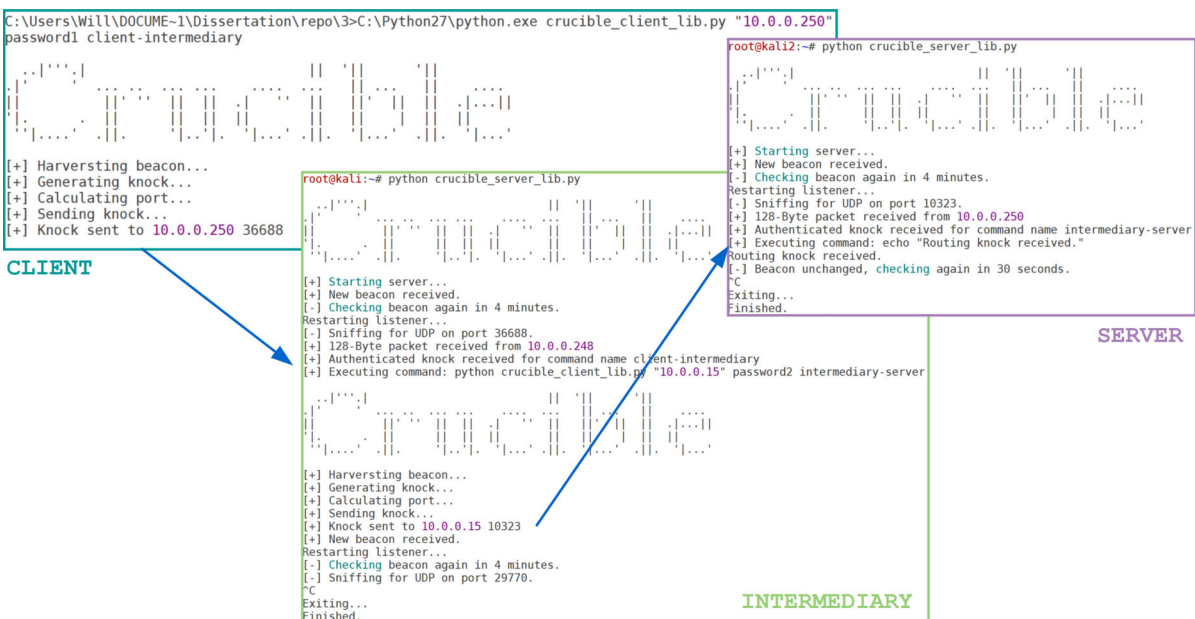 C:\Users\Will\DOCUME~1\Dissertation\repo\3>C:\Python27\python.exe crucible_client_lib.py "10.0.0.250"
password1 client-intermediary
Crucible
[+] Harversting beacon...
[+] Generating knock...
[+] Calculating port...
[+] Sending knock...
[+] Knock sent to 10.0.0.250 36688
CLIENT
root@kali:~# python crucible_server_lib.py
Crucible
[+] Starting server...
[+] New beacon received.
[-] Checking beacon again in 4 minutes.
Restarting listener...
[-] Sniffing for UDP on port 36688.
[+] 128-Byte packet received from 10.0.0.248
[+] Authenticated knock received for command name client-intermediary
[+] Executing command: python crucible_client_lib.py "10.0.0.15" password2 intermediary-server
Crucible
[+] Harversting beacon...
[+] Generating knock...
[+] Calculating port...
[+] Sending knock...
[+] Knock sent to 10.0.0.15 10323
[+] New beacon received.
Restarting listener...
[-] Checking beacon again in 4 minutes.
[-] Sniffing for UDP on port 29770.
^C
Exiting...
Finished.
INTERMEDIARY
root@kali2:~# python crucible_server_lib.py
Crucible
[+] Starting server...
[+] New beacon received.
[-] Checking beacon again in 4 minutes.
Restarting listener...
[-] Sniffing for UDP on port 10323.
[+] 128-Byte packet received from 10.0.0.250
[+] Authenticated knock received for command name intermediary-server
[+] Executing command: echo "Routing knock received."
Routing knock received.
[-] Beacon unchanged, checking again in 30 seconds.
^C
Exiting...
Finished.
SERVER